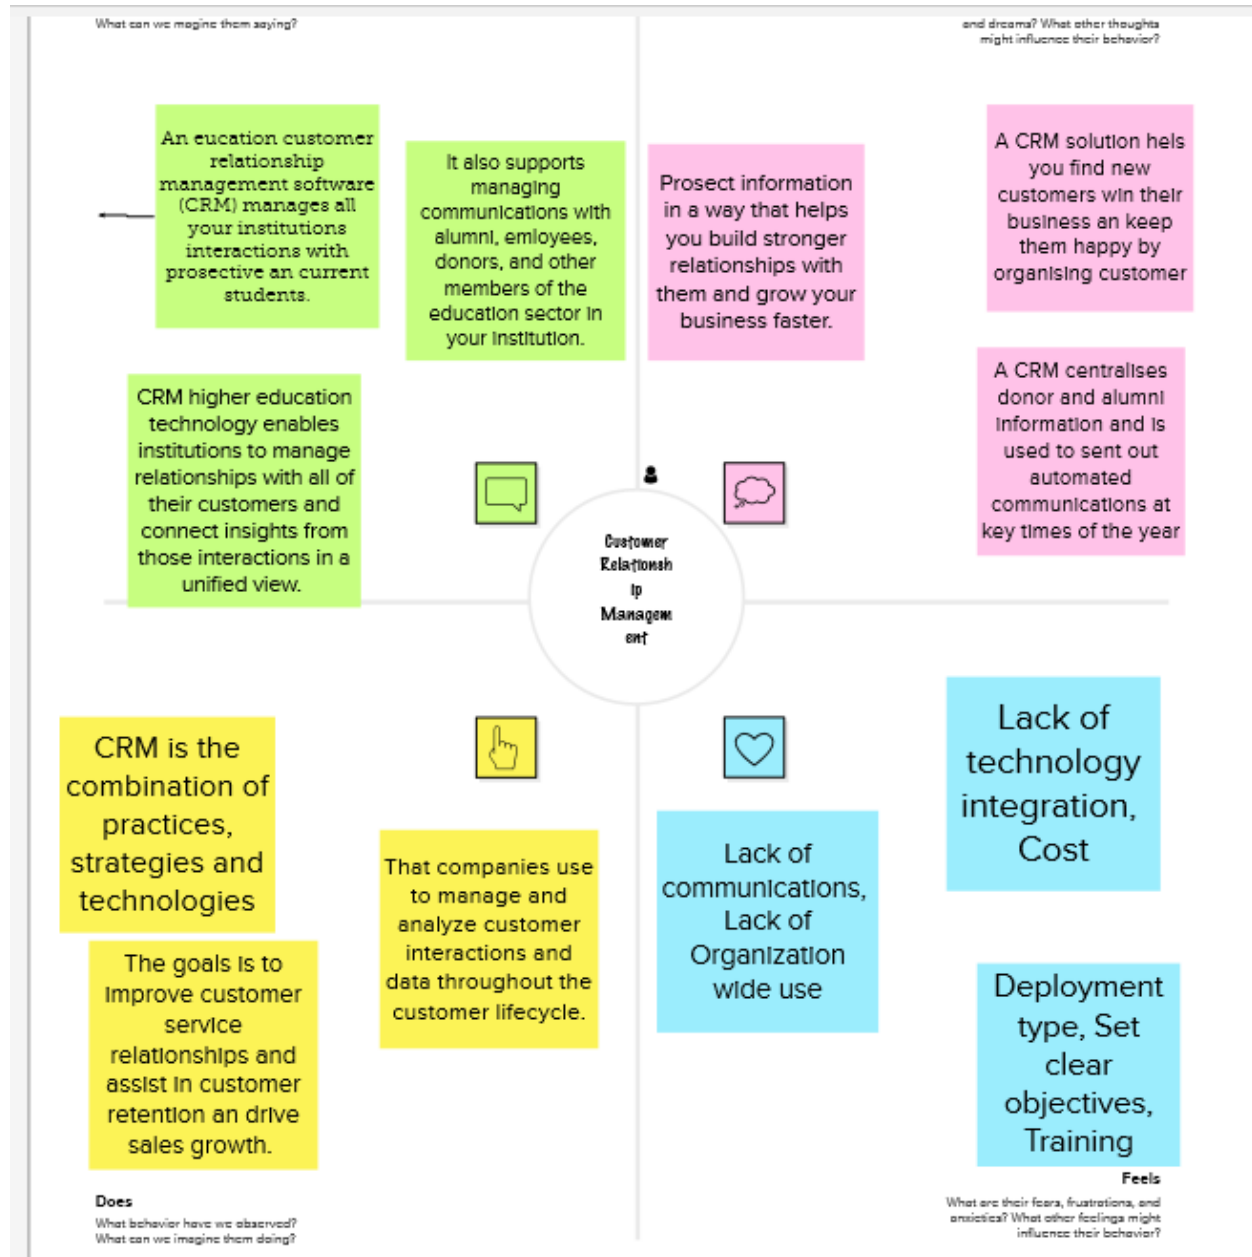 What can we magine them saying?
and dreams? What other thoughts
might influence their behavior?
An eucation customer
relationship
management software
(CRM) manages all
your institutions
interactions with
prosective an current
students.
It also supports
managing
communications with
alumni, emloyees,
donors, and other
members of the
education sector in
your institution.
CRM higher education
technology enables
institutions to manage
relationships with all of
their customers and
connect insights from
those interactions in a
unified view.
Prosect information
in a way that helps
you build stronger
relationships with
them and grow your
business faster.
A CRM solution hels
you find new
customers win their
business an keep
them happy by
organising customer
A CRM centralises
donor and alumni
information and is
used to sent out
automated
communications at
key times of the year
Customer
Relationsh
ip
Managem
ent
CRM is the
combination of
practices,
strategies and
technologies
That companies use
to manage and
analyze customer
interactions and
data throughout the
customer lifecycle.
The goals is to
improve customer
service
relationships and
assist in customer
retention an drive
sales growth.
Lack of
communications,
Lack of
Organization
wide use
Lack of
technology
integration,
Cost
Deployment
type, Set
clear
objectives,
Training
Does
What behavior have we observed?
What can we imagine them doing?
Feels
What are their fears, frustrations, and
anxieties? What other feelings might
influence their behavior?